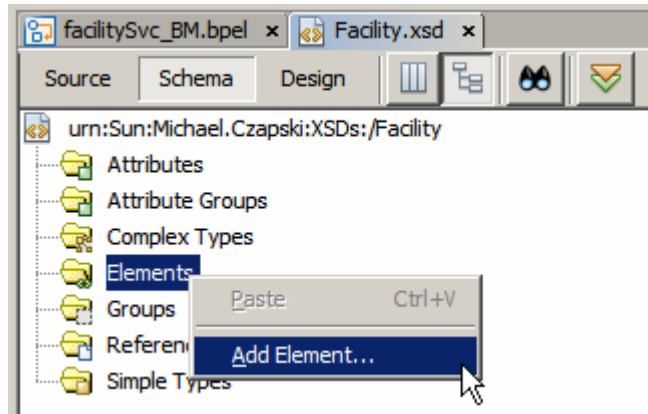 facilitySvc_BM.bpel x Facility.xsd x
Source Schema Design
urn:Sun:Michael.Czapski:XSDs:/Facility
Attributes
Attribute Groups
Complex Types
Elements
Paste Ctrl+V
Groups
Add Element...
Simple Types